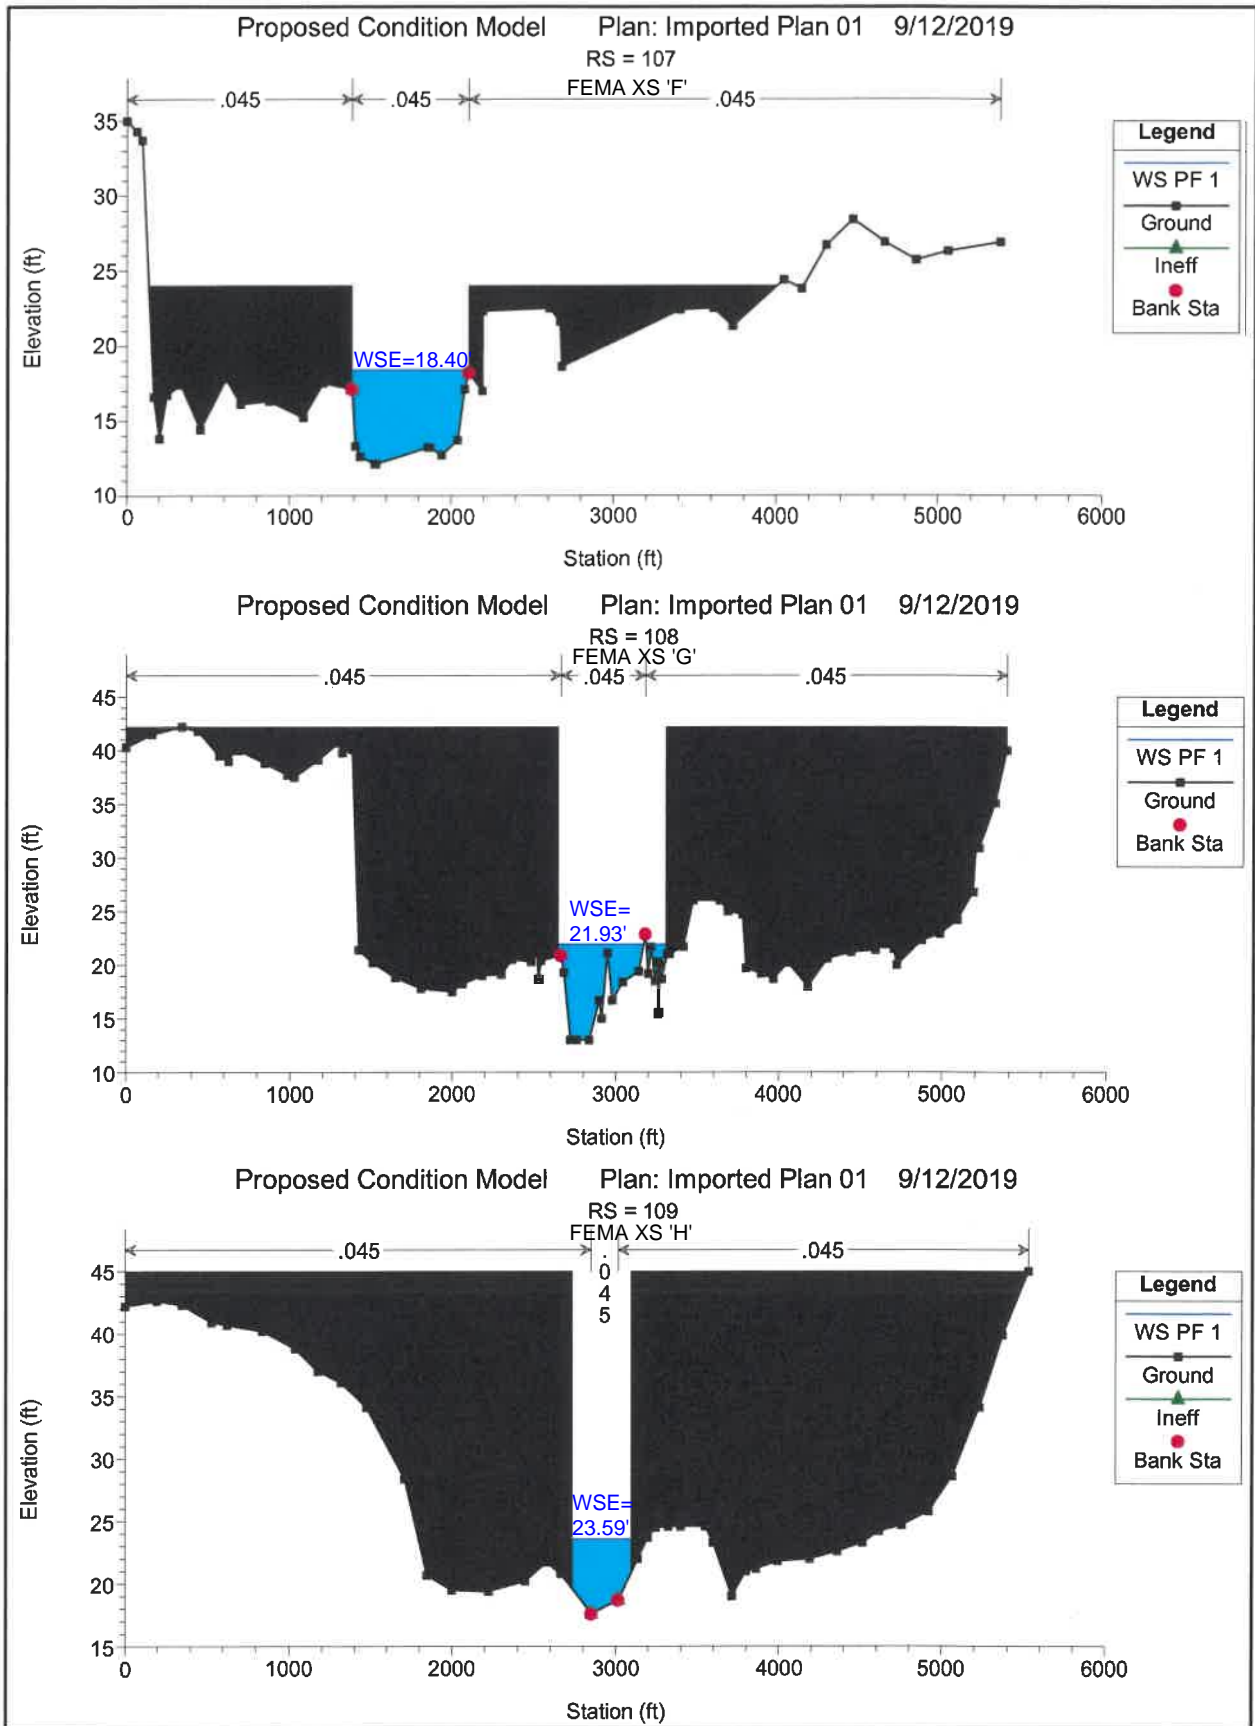 Proposed Condition Model Plan: Imported Plan 01 9/12/2019
RS = 107
FEMA XS 'F'
.045 .045 .045
35
30
25
20
15
10
Elevation (ft)
WSE=18.40'
0 1000 2000 3000 4000 5000 6000
Station (ft)
Legend
WS PF 1
Ground
Ineff
Bank Sta
Proposed Condition Model Plan: Imported Plan 01 9/12/2019
RS = 108
FEMA XS 'G'
.045 .045 .045
45
40
35
30
25
20
15
10
Elevation (ft)
WSE=
21.93'
0 1000 2000 3000 4000 5000 6000
Station (ft)
Legend
WS PF 1
Ground
Bank Sta
Proposed Condition Model Plan: Imported Plan 01 9/12/2019
RS = 109
FEMA XS 'H'
.045 .045
.
0
4
5
45
40
35
30
25
20
15
Elevation (ft)
WSE=
23.59'
0 1000 2000 3000 4000 5000 6000
Station (ft)
Legend
WS PF 1
Ground
Ineff
Bank Sta